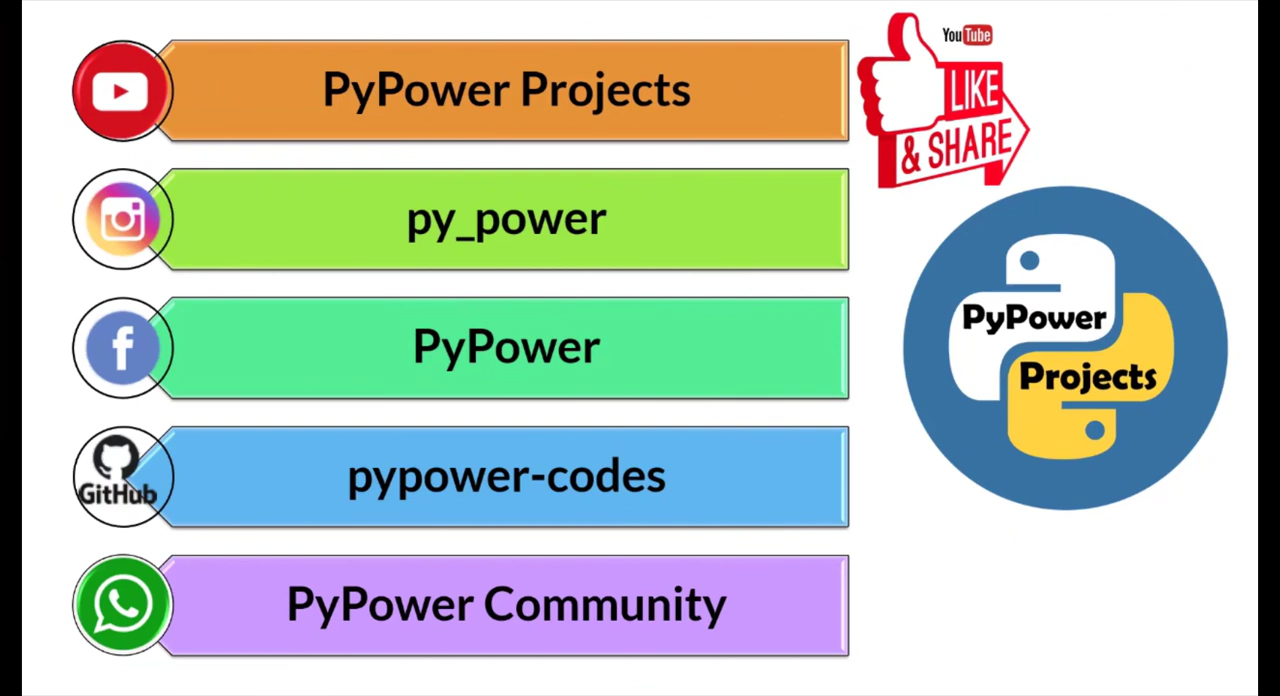 PyPower Projects
YouTube
LIKE
& SHARE
py_power
PyPower
PyPower
Projects
GitHub
pypower-codes
PyPower Community